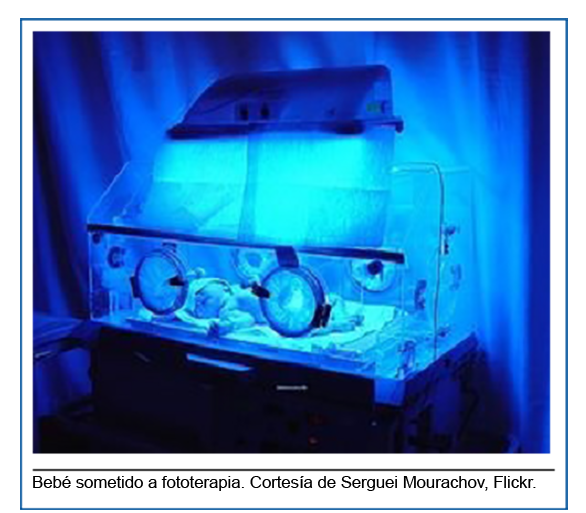 Bebé sometido a fototerapia. Cortesía de Serguei Mourachov, Flickr.